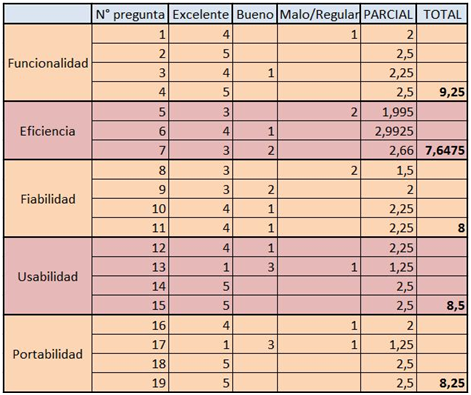 N° pregunta Excelente Bueno Malo/Regular PARCIAL TOTAL
Funcionalidad
1 4 1 2
2 5 2,5
3 4 1 2,25
4 5 2,5 9,25
Eficiencia
5 3 2 1,995
6 4 1 2,9925
7 3 2 2,66 7,6475
Fiabilidad
8 3 2 1,5
9 3 2 2
10 4 1 2,25
11 4 1 2,25 8
Usabilidad
12 4 1 2,25
13 1 3 1 1,25
14 5 2,5
15 5 2,5 8,5
Portabilidad
16 4 1 2
17 1 3 1 1,25
18 5 2,5
19 5 2,5 8,25